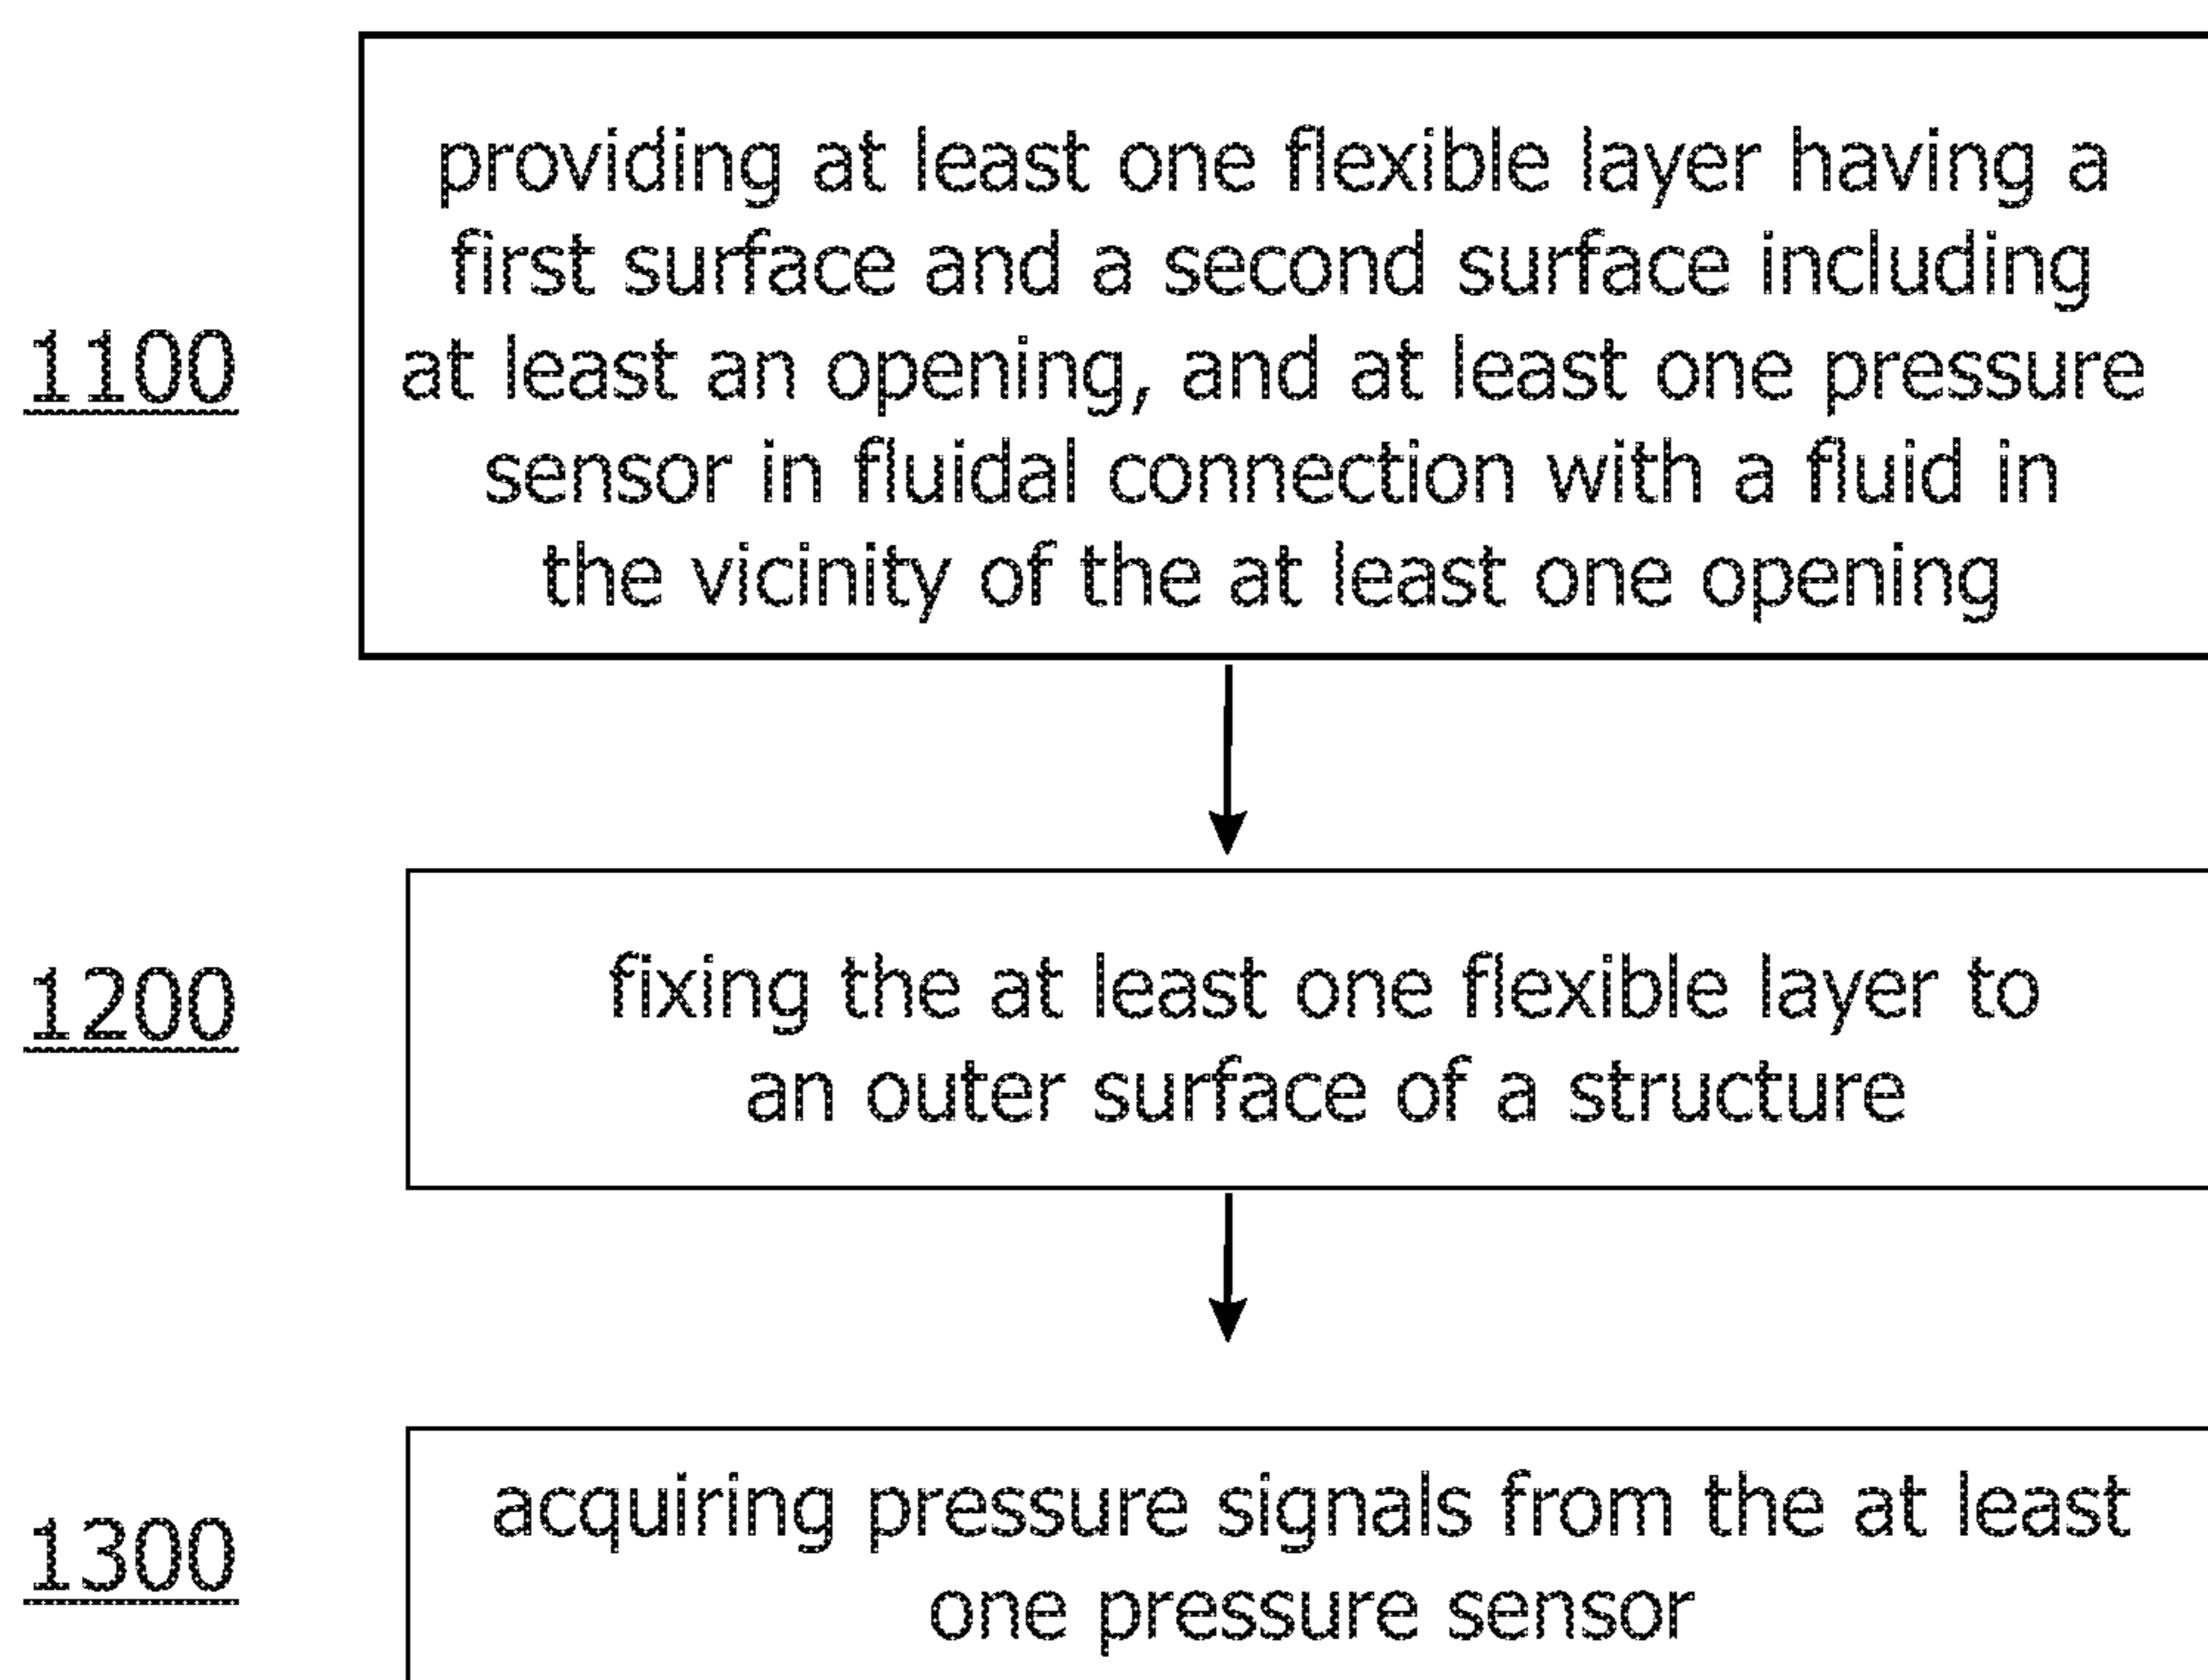 1100
providing at least one flexible layer having a
first surface and a second surface including
at least an opening, and at least one pressure
sensor in fluidal connection with a fluid in
the vicinity of the at least one opening
1200
fixing the at least one flexible layer to
an outer surface of a structure
1300
acquiring pressure signals from the at least
one pressure sensor